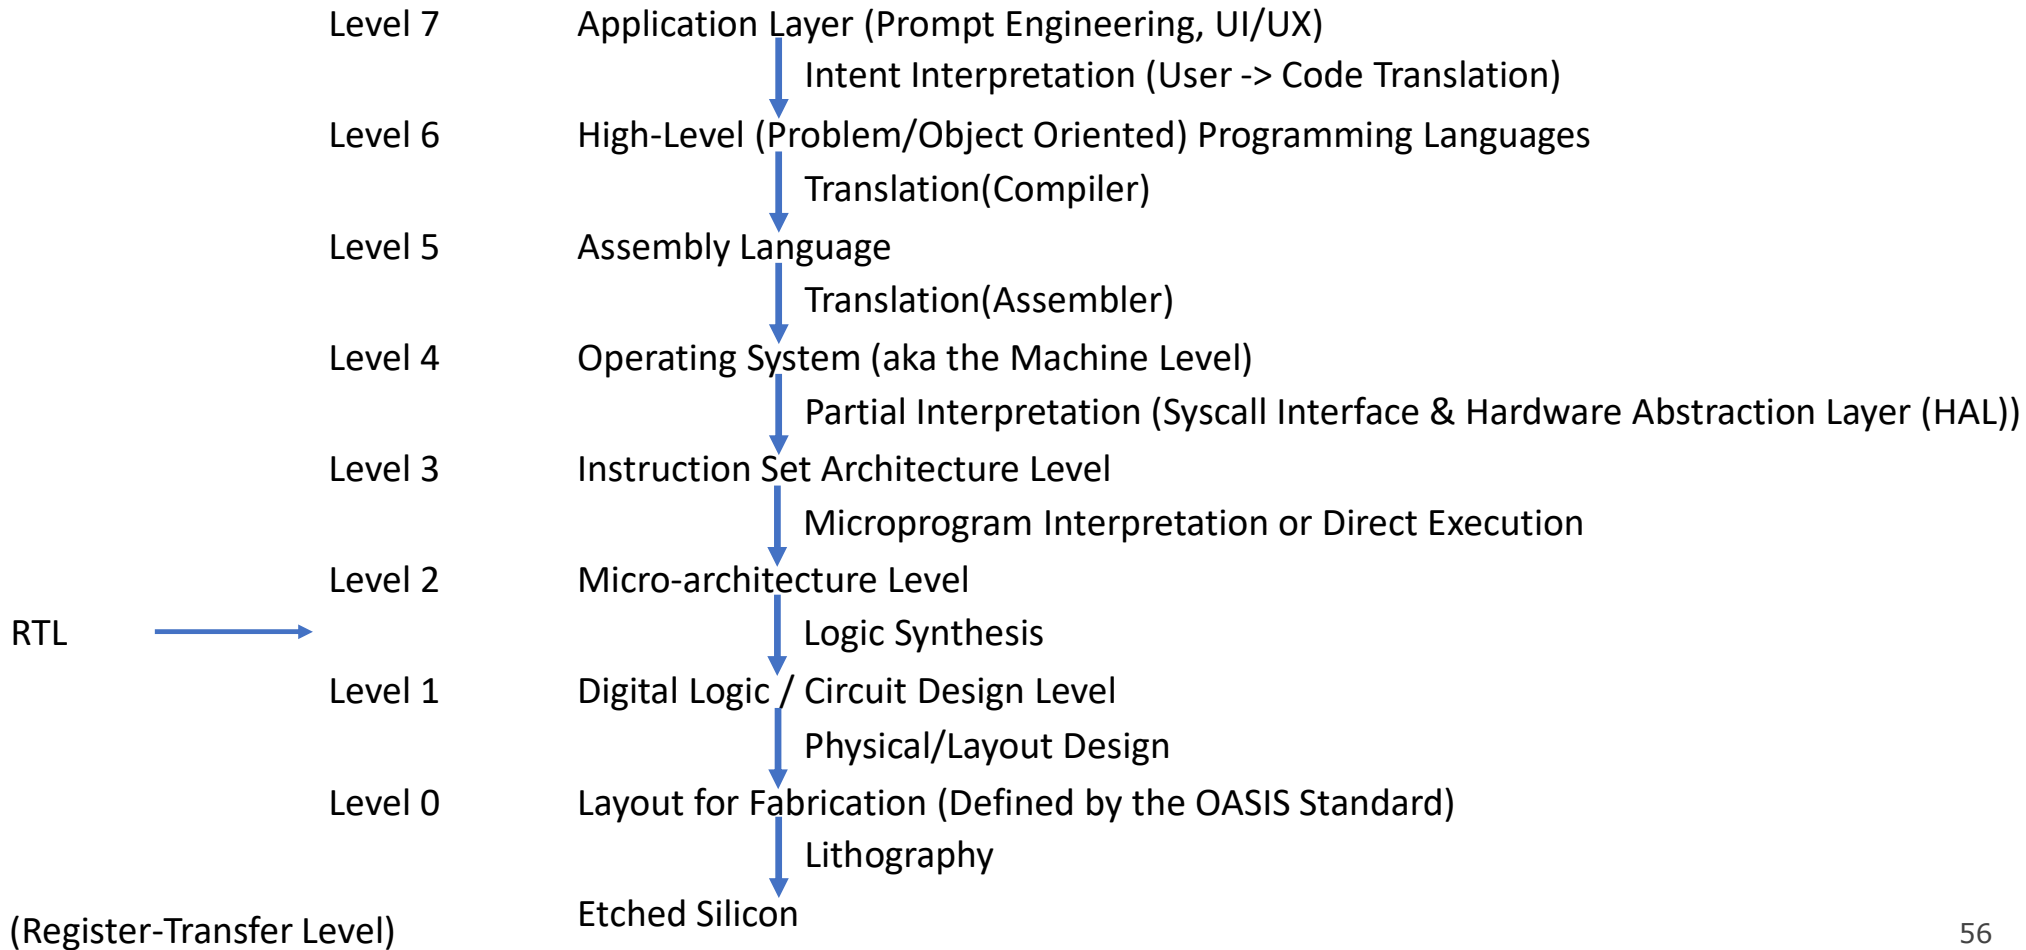 Level 7 Application Layer (Prompt Engineering, UI/UX)
Intent Interpretation (User -> Code Translation)
Level 6 High-Level (Problem/Object Oriented) Programming Languages
Translation(Compiler)
Level 5 Assembly Language
Translation(Assembler)
Level 4 Operating System (aka the Machine Level)
Partial Interpretation (Syscall Interface & Hardware Abstraction Layer (HAL))
Level 3 Instruction Set Architecture Level
Microprogram Interpretation or Direct Execution
Level 2 Micro-architecture Level
RTL Logic Synthesis
Level 1 Digital Logic / Circuit Design Level
Physical/Layout Design
Level 0 Layout for Fabrication (Defined by the OASIS Standard)
Lithography
Etched Silicon
(Register-Transfer Level)
56